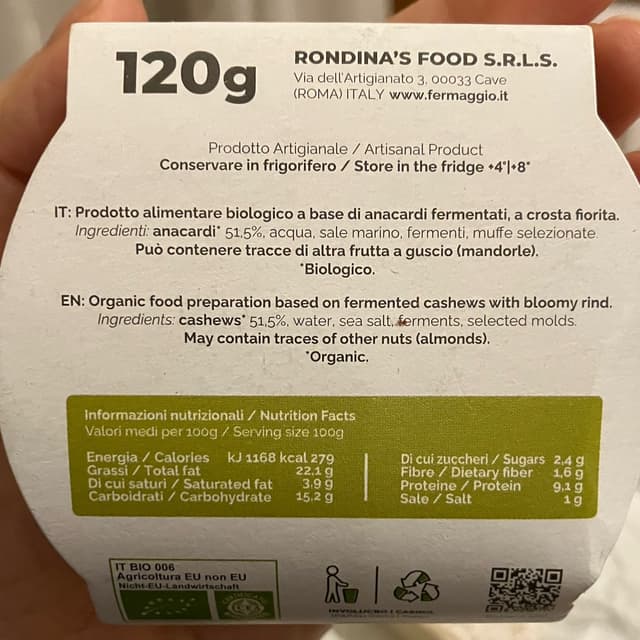 120g
RONDINA'S FOOD S.R.L.S.
Via dell'Artigianato 3, 00033 Cave
(ROMA) ITALY www.fermaggio.it
Prodotto Artigianale / Artisanal Product
Conservare in frigorifero / Store in the fridge +4°|+8°
IT: Prodotto alimentare biologico a base di anacardi fermentati, a crosta fiorita.
Ingredienti: anacardi* 51,5%, acqua, sale marino, fermenti, muffe selezionate.
Può contenere tracce di altra frutta a guscio (mandorle).
*Biologico.
EN: Organic food preparation based on fermented cashews with bloomy rind.
Ingredients: cashews* 51,5%, water, sea salt, ferments, selected molds.
May contain traces of other nuts (almonds).
*Organic.
Informazioni nutrizionali / Nutrition Facts
Valori medi per 100g / Serving size 100g
Energia / Calories kJ 1168 kcal 279
Grassi / Total fat 22,1 g
Di cui saturi / Saturated fat 3,9 g
Carboidrati / Carbohydrate 15,2 g
Di cui zuccheri / Sugars 2,4 g
Fibre / Dietary fiber 1,6 g
Proteine / Protein 9,1 g
Sale / Salt 1 g
IT BIO 006
Agricoltura EU non EU
Nicht-EU-Landwirtschaft
INVOLUCRO | CARBOL